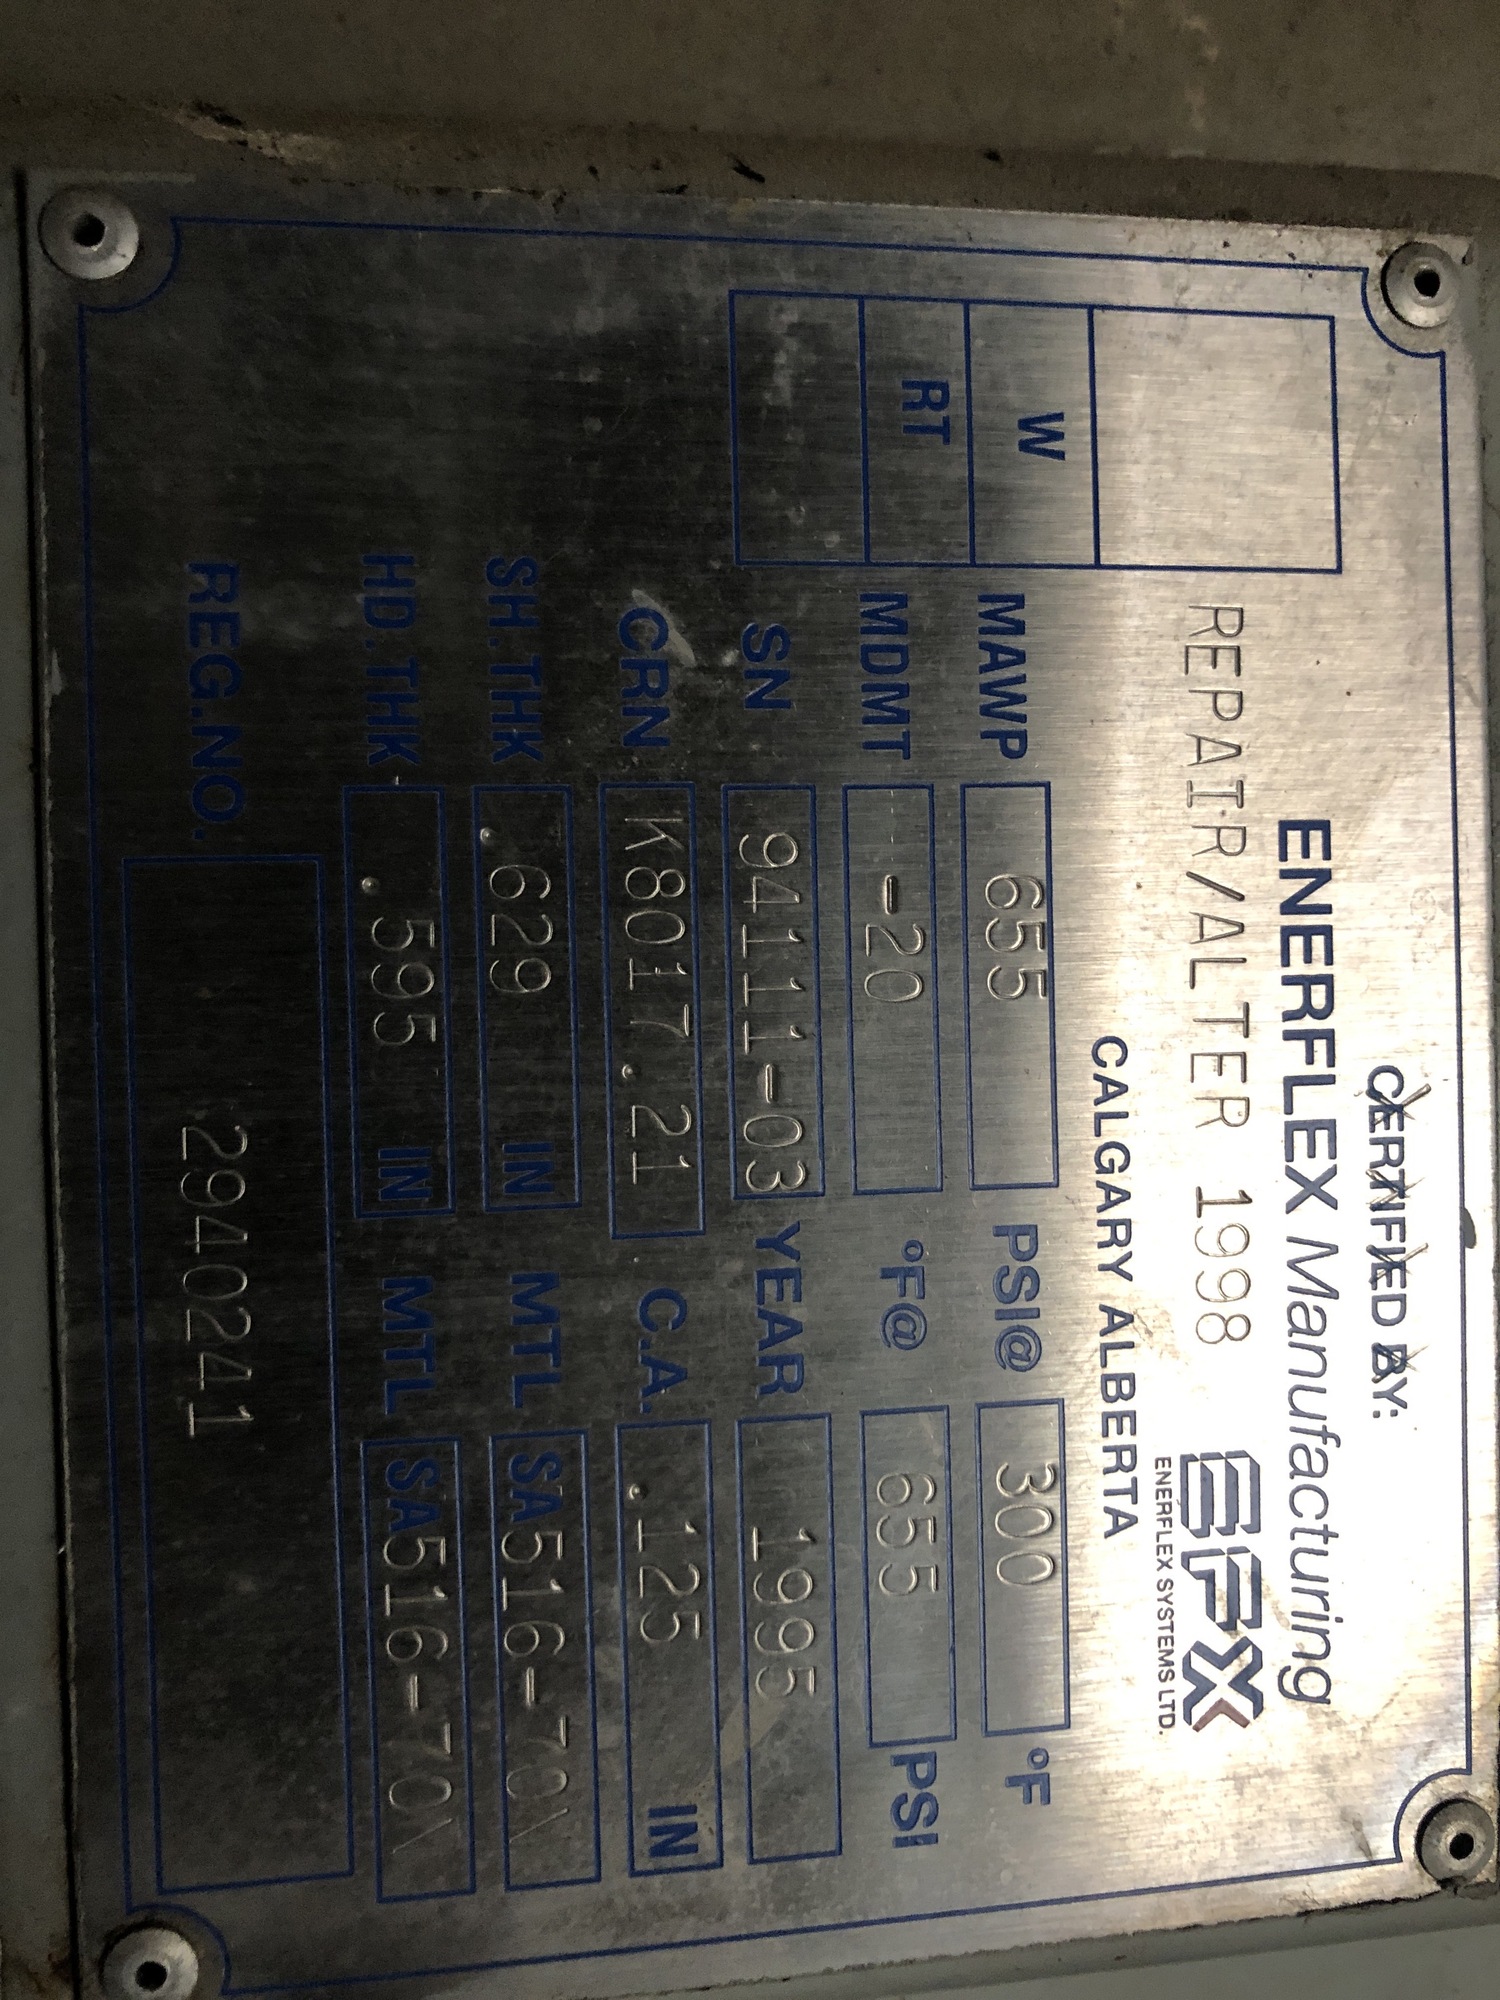 CERTIFIED BY:
ENERFLEX Manufacturing
REPAIR/ALTER 1998 EFX
ENERFLEX SYSTEMS LTD.
CALGARY ALBERTA
W
RT
MAWP 655 PSI@ 300 °F
MDMT -20 °F@ 655 PSI
SN 94111-03 YEAR 1995
CRN K8017.21 C.A. .125 IN
SH.THK .629 IN MTL SA516-70
HD.THK .595 IN MTL SA516-70
REG.NO. 2940241